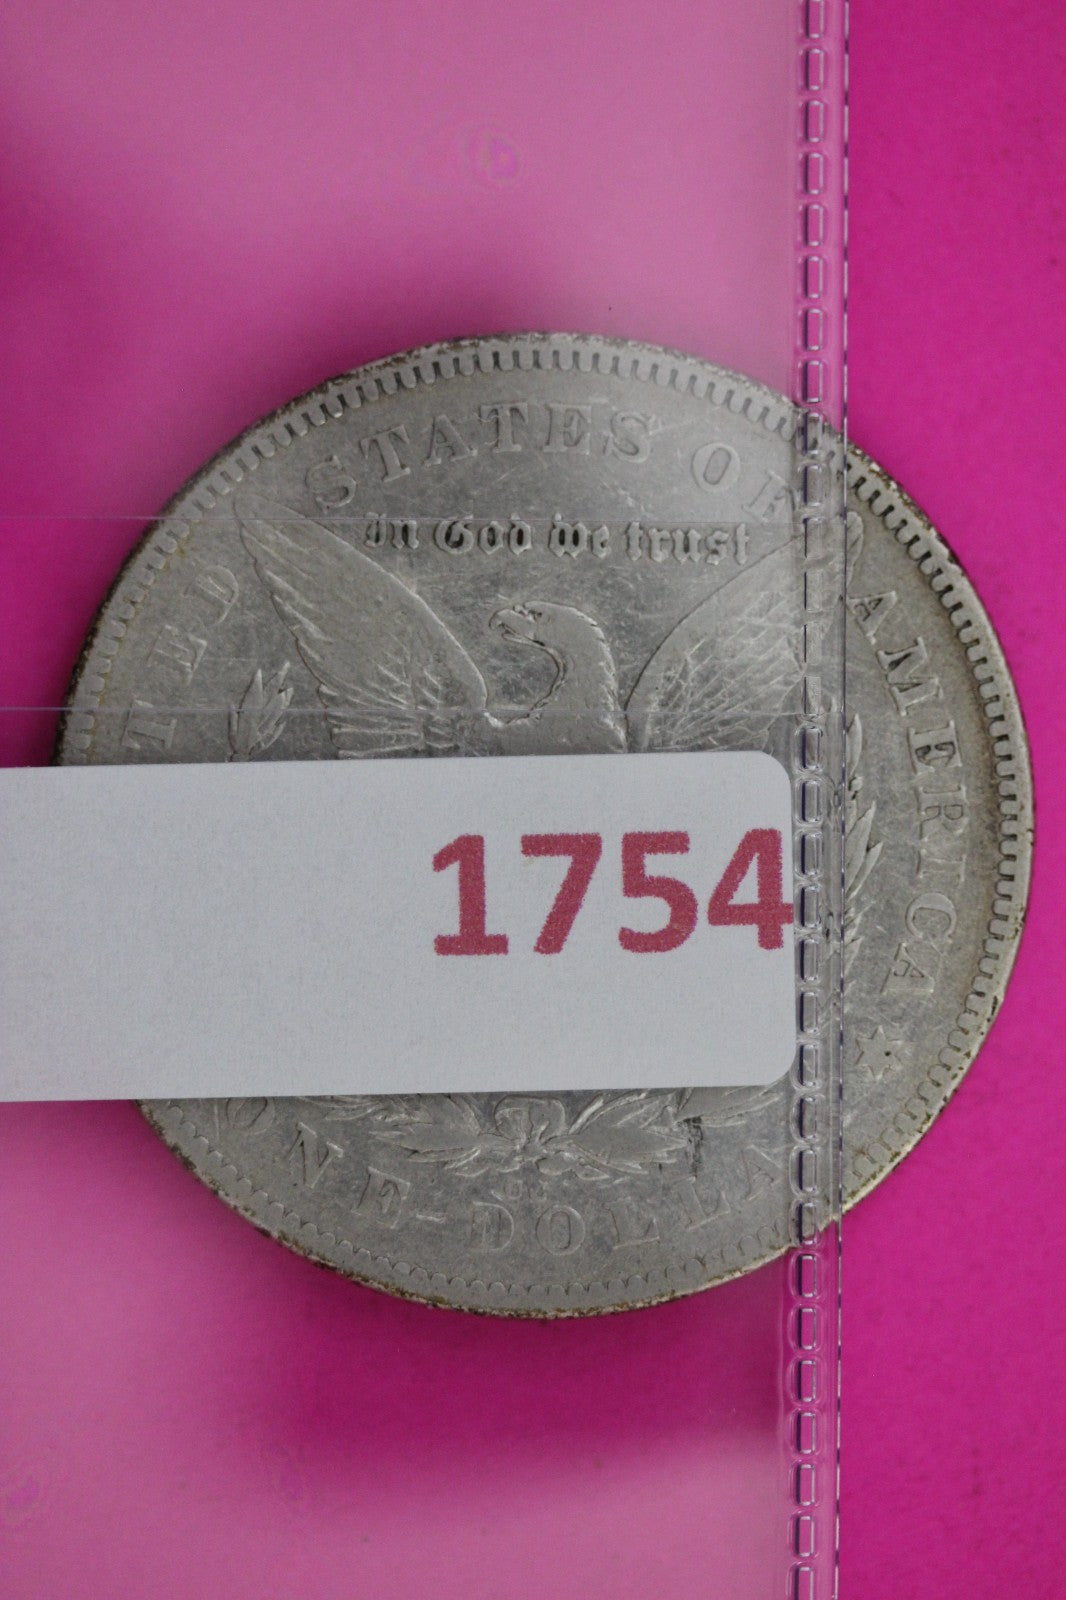 TED STATES OF AMERICA
In God we trust
1754
ONE DOLLA